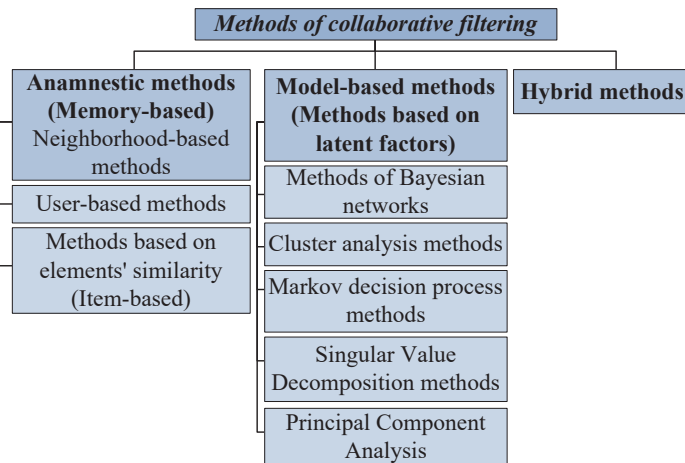 Methods of collaborative filtering
Anamnestic methods
(Memory-based)
Neighborhood-based
methods
User-based methods
Methods based on
elements' similarity
(Item-based)
Model-based methods
(Methods based on
latent factors)
Methods of Bayesian
networks
Cluster analysis methods
Markov decision process
methods
Singular Value
Decomposition methods
Principal Component
Analysis
Hybrid methods